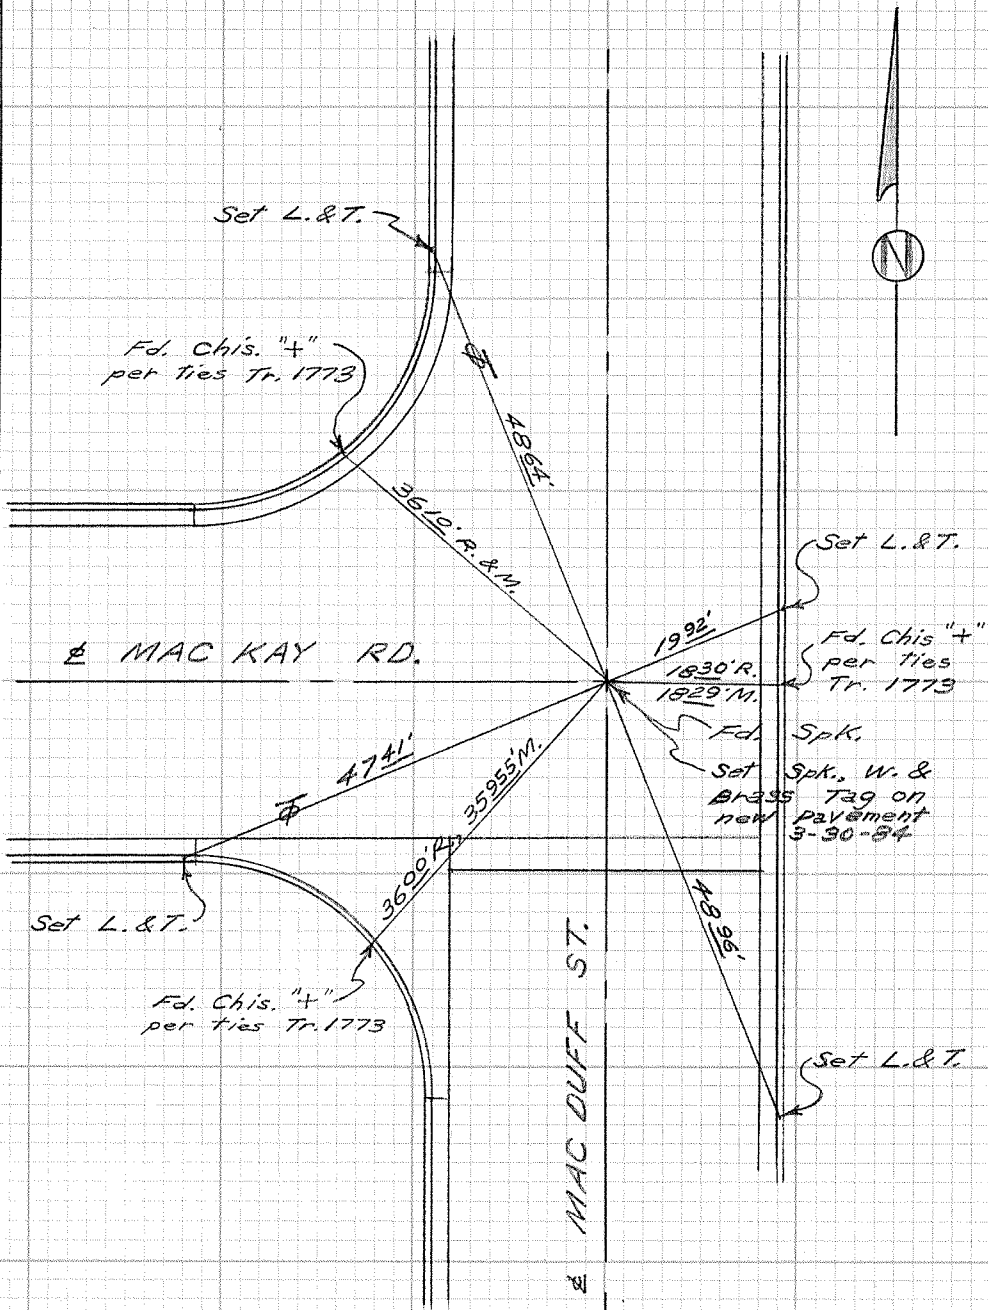 Set L.&T.
N
Fd. Chis. "+"
per ties Tr. 1773
48 64'
36 10' R.&M.
Set L.&T.
℄ MAC KAY RD.
19 92'
18 30' R.
18 29' M.
Fd. Chis "+"
per ties
Tr. 1773
Fd. Spk.
Set Spk., W. &
Brass Tag on
new pavement
3-30-84
47 41'
35 955' M.
36 00' R.
Set L.&T.
48 96'
Fd. Chis. "+"
per ties Tr. 1773
℄ MAC DUFF ST.
Set L.&T.